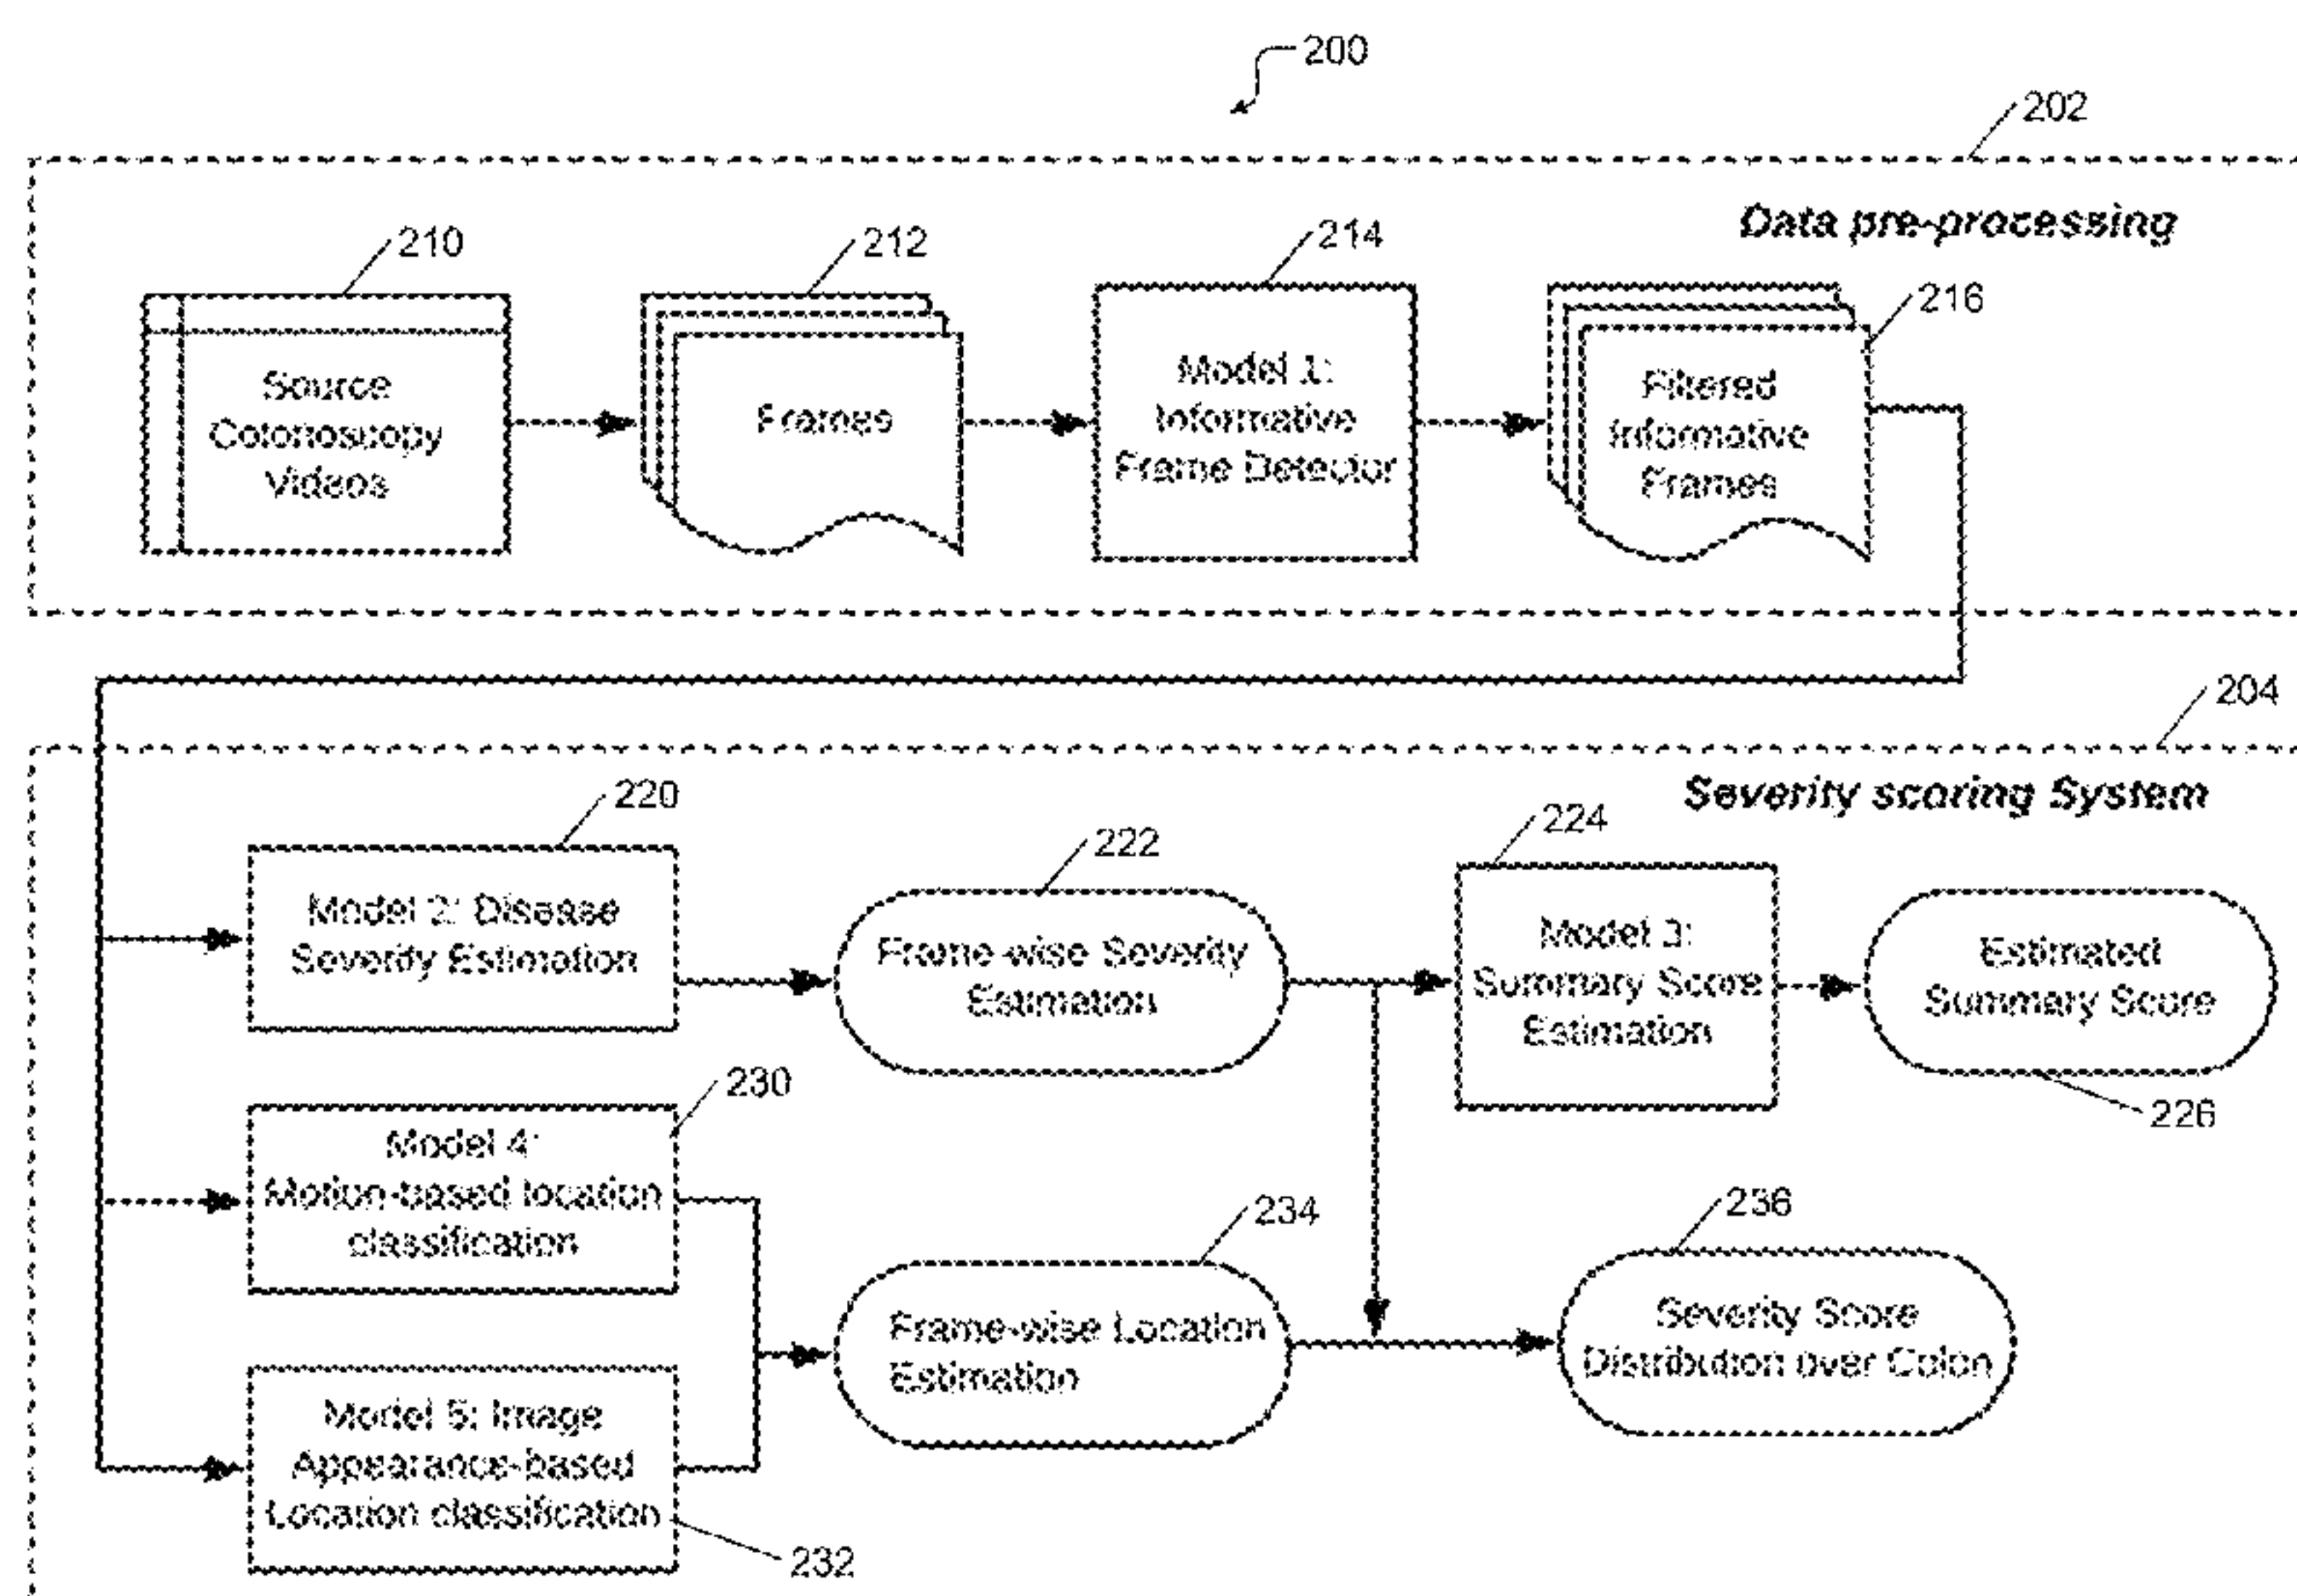 200
202
Data pre-processing
210
212
214
216
Source
Colonoscopy
Videos
Frames
Model 1:
Informative
Frame Detector
Filtered
Informative
Frames
204
Severity scoring System
220
222
224
Model 2: Disease
Severity Estimation
Frame-wise Severity
Estimation
Model 3:
Summary Score
Estimation
Estimated
Summary Score
226
230
Model 4:
Motion-based location
classification
234
236
Frame-wise Location
Estimation
Severity Score
Distribution over Colon
Model 5: Image
Appearance-based
Location classification
232